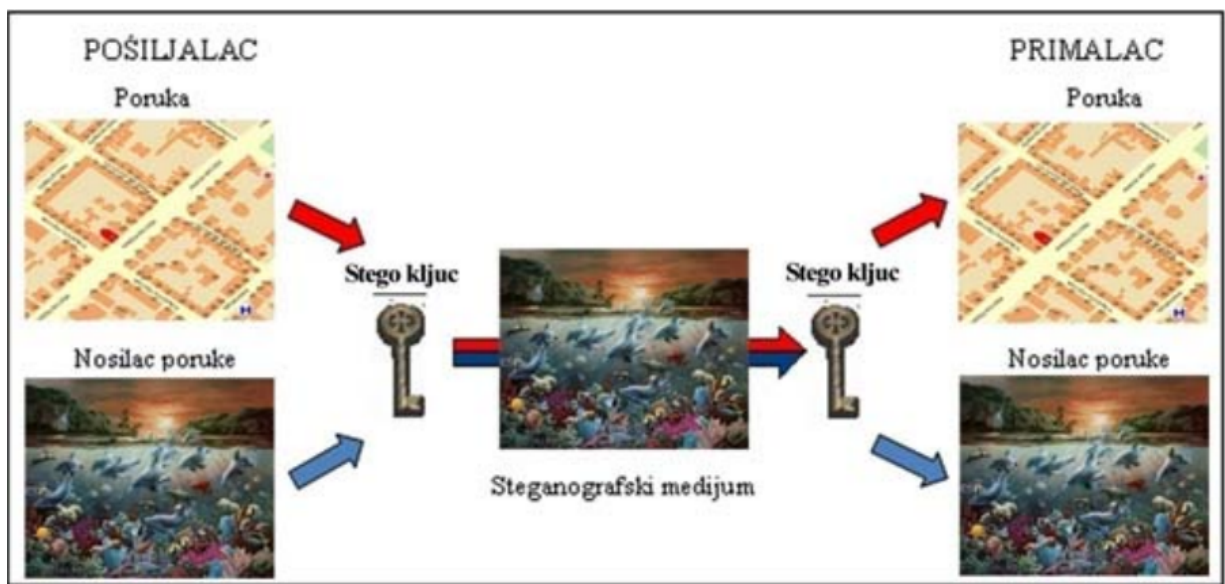 POŚILJALAC
Poruka
Nosilac poruke
Stego kljuc
Steganografski medijum
Stego kljuc
PRIMALAC
Poruka
H
Nosilac poruke